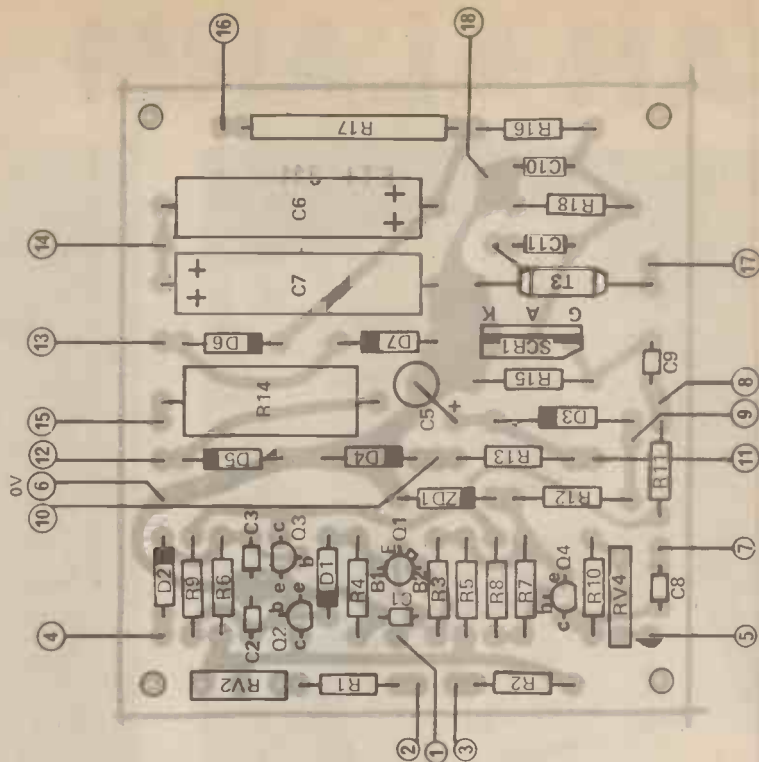 16
18
R17
R16
C10
C6
+
+
R18
14
C11
C7
+
+
T3
17
13
D6
D7
K
A
G
SCR1
C9
R14
R15
C5
+
15
D3
8
9
12
D5
D4
R13
R11
11
0V
6
10
ZD1
R12
D2
R9
R6
C3
c
Q3
b
e
D1
R4
Q1
E
B1
B2
R3
R5
R8
R7
Q4
e
b
c
R10
RV4
C8
7
4
C2
Q2
b
e
c
C1
5
RV2
R1
R2
2
1
3